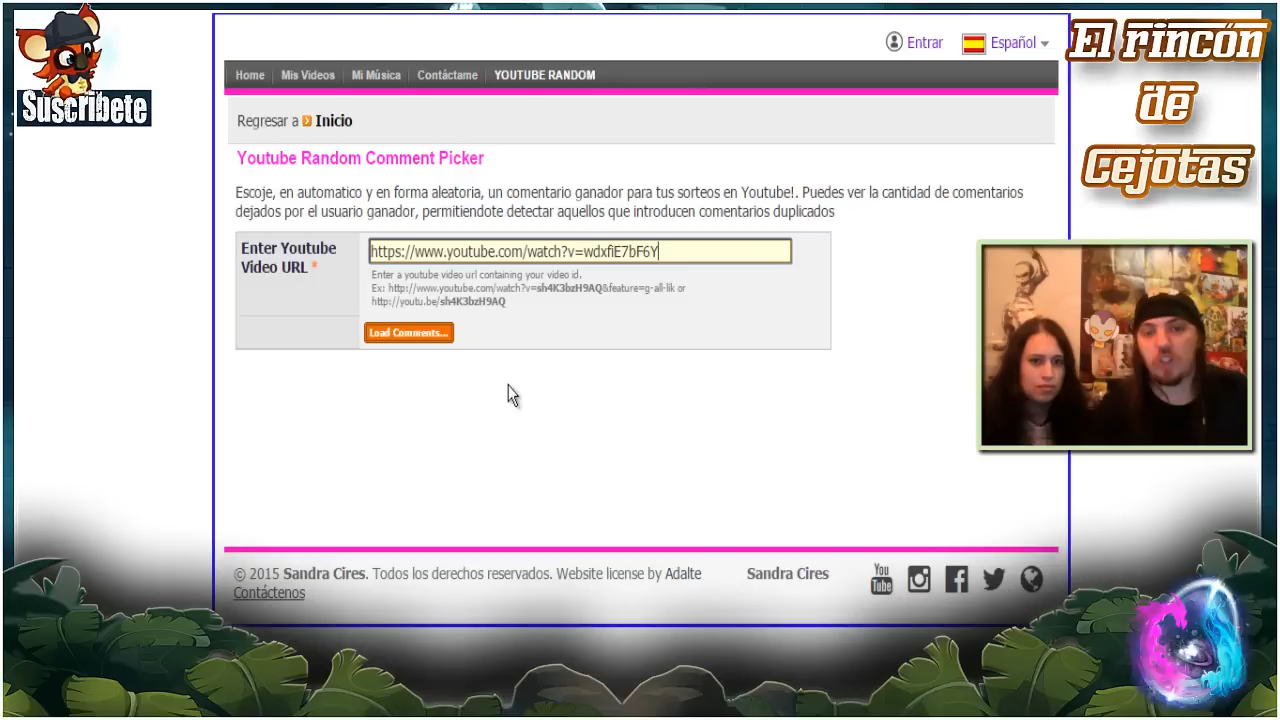 Suscribete
Entrar
Español
El rincón
de
Cejotas
Home Mis Videos Mi Música Contáctame YOUTUBE RANDOM
Regresar a Inicio
Youtube Random Comment Picker
Escoje, en automatico y en forma aleatoria, un comentario ganador para tus sorteos en Youtube!. Puedes ver la cantidad de comentarios
dejados por el usuario ganador, permitiendote detectar aquellos que introducen comentarios duplicados
Enter Youtube
Video URL *
https://www.youtube.com/watch?v=wdxfiE7bF6Y
Enter a youtube video url containing your video id.
Ex: http://www.youtube.com/watch?v=sh4K3bzH9AQ&feature=g-all-lik or
http://youtu.be/sh4K3bzH9AQ
Load Comments...
© 2015 Sandra Cires. Todos los derechos reservados. Website license by Adalte
Contáctenos
Sandra Cires
You
Tube